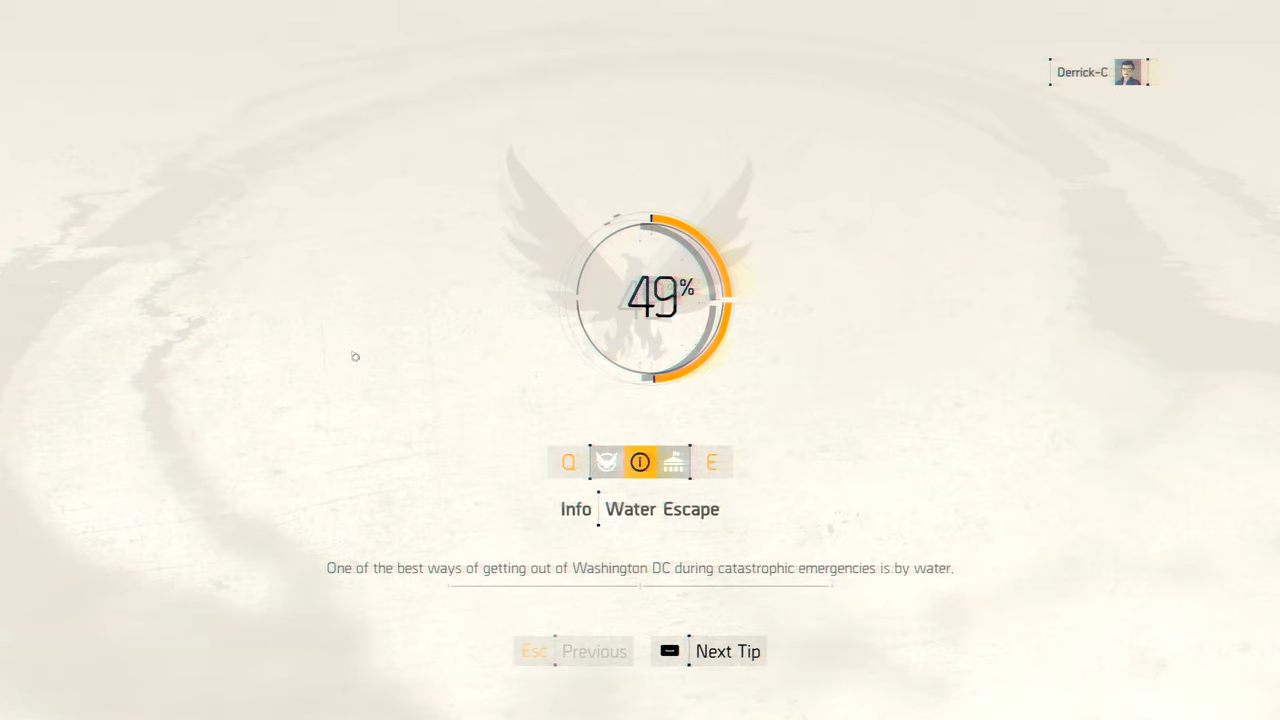 Derrick-C
49%
Q E
Info Water Escape
One of the best ways of getting out of Washington DC during catastrophic emergencies is by water.
Esc Previous Next Tip